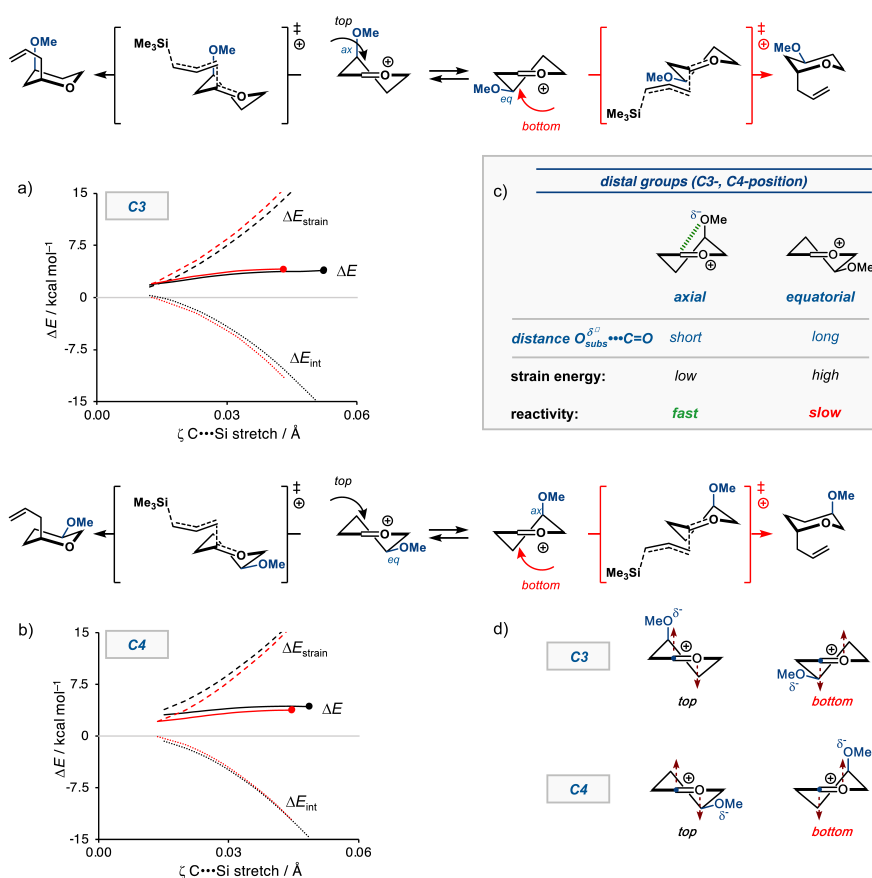 top
‡
⊕
Me3Si
OMe
O
OMe
O
OMe
ax
O
⊕
O
⊕
MeO
eq
bottom
‡
⊕
O
MeO
Me3Si
MeO
O
a)
C3
15
7.5
0
-7.5
-15
ΔE / kcal mol–1
ΔEstrain
ΔE
ΔEint
0.00
0.03
0.06
ζ C•••Si stretch / Å
c)
distal groups (C3-, C4-position)
δ–
OMe
O
⊕
O
⊕
OMe
axial
equatorial
distance Oδ□subs•••C=O
short
long
strain energy:
low
high
reactivity:
fast
slow
OMe
O
Me3Si
‡
⊕
O
OMe
top
O
⊕
OMe
eq
OMe
ax
O
⊕
bottom
‡
⊕
OMe
O
Me3Si
OMe
O
b)
C4
15
7.5
0
-7.5
-15
ΔE / kcal mol–1
ΔEstrain
ΔE
ΔEint
0.00
0.03
0.06
ζ C•••Si stretch / Å
d)
C3
δ-
MeO
⊕
O
top
⊕
O
MeO
δ-
bottom
C4
⊕
O
OMe
δ-
top
δ-
OMe
⊕
O
bottom